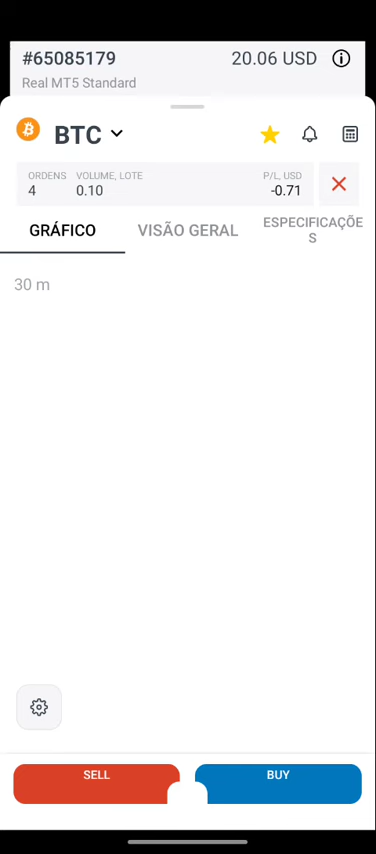 #65085179 20.06 USD
Real MT5 Standard
BTC
ORDENS VOLUME, LOTE P/L, USD
4 0.10 -0.71
GRÁFICO VISÃO GERAL ESPECIFICAÇÕE
S
30 m
SELL BUY